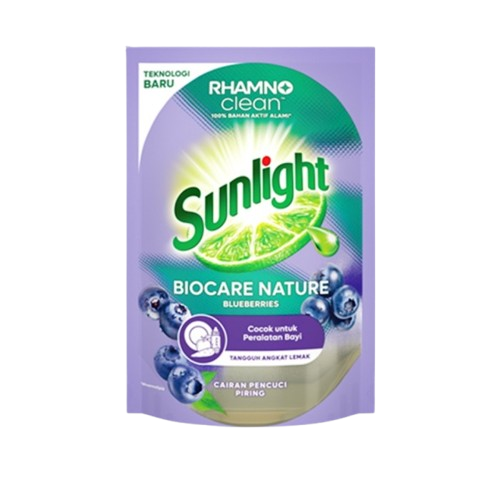 TEKNOLOGI
BARU
RHAMNO
clean™
100% BAHAN AKTIF ALAMI*
Sunlight
BIOCARE NATURE
BLUEBERRIES
Cocok untuk
Peralatan Bayi
TANGGUH ANGKAT LEMAK
CAIRAN PENCUCI
PIRING